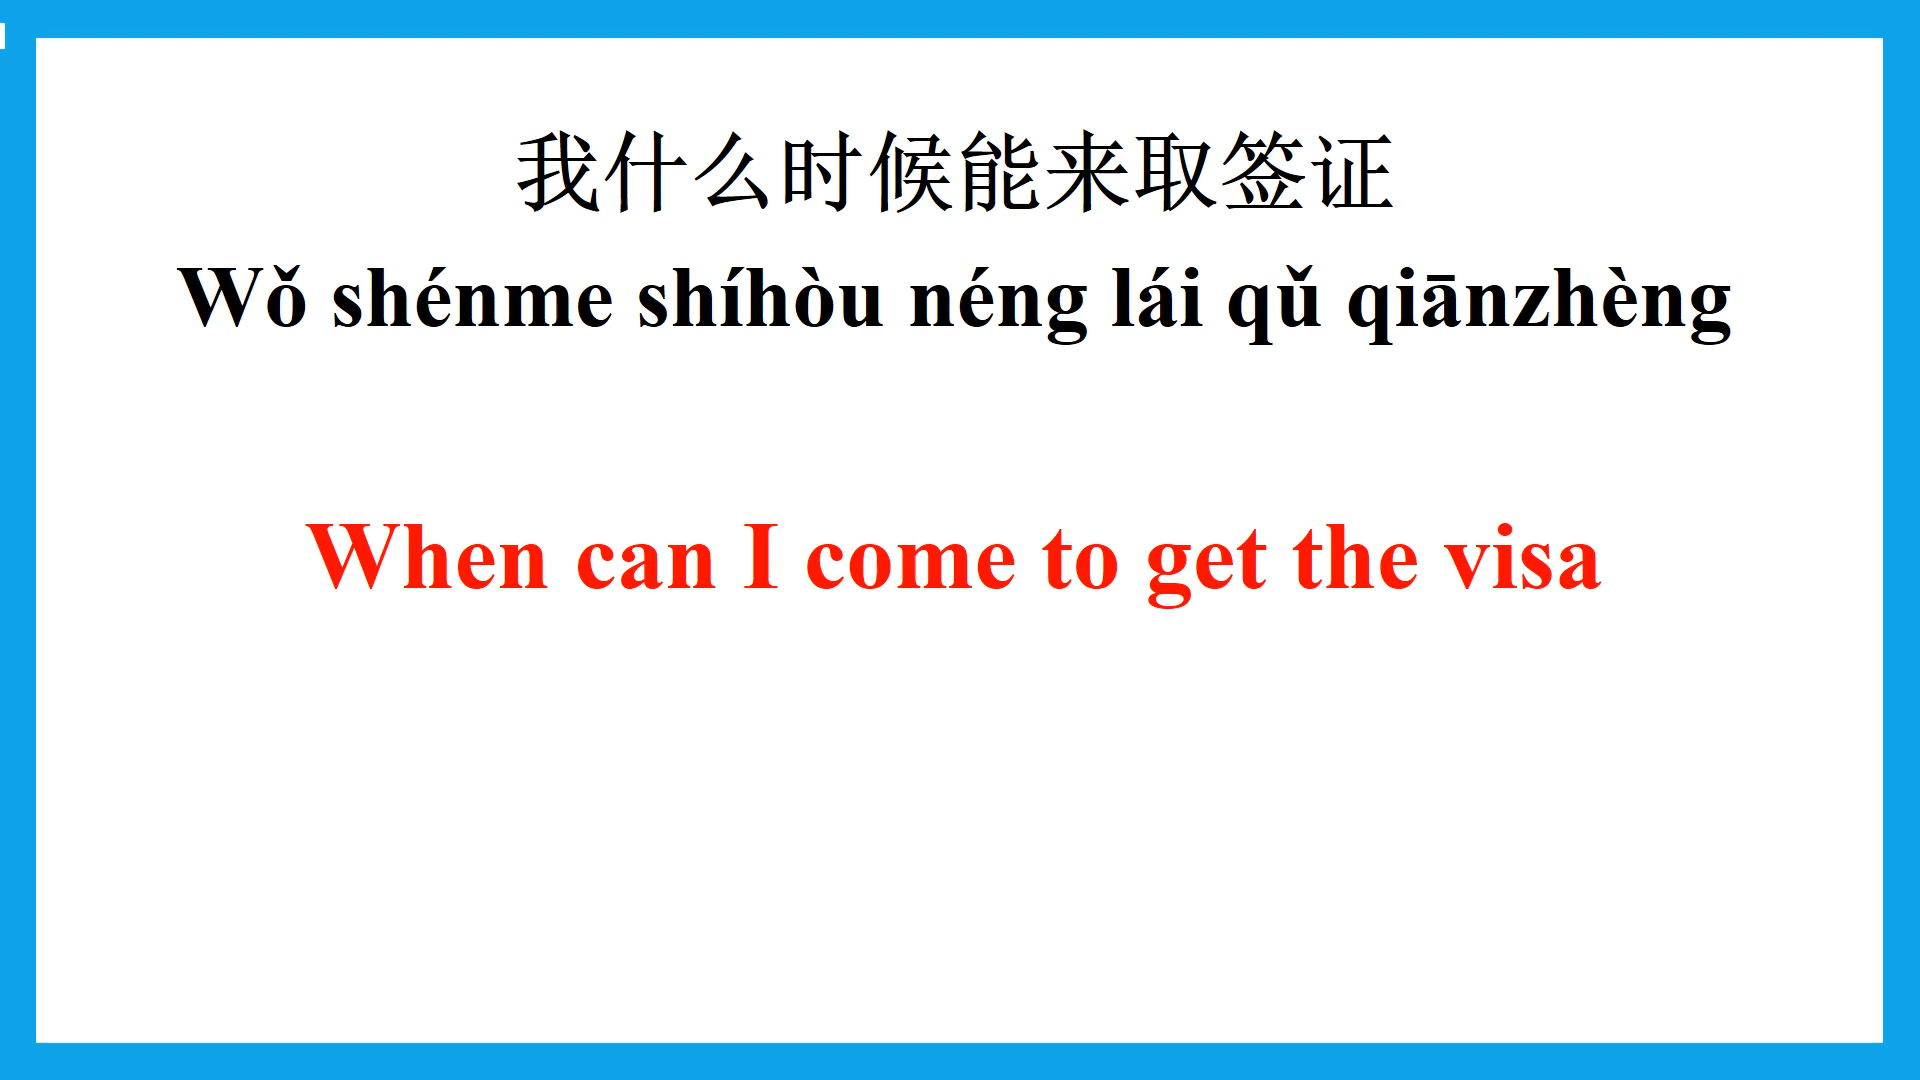 我什么时候能来取签证
Wǒ shénme shíhòu néng lái qǔ qiānzhèng
When can I come to get the visa